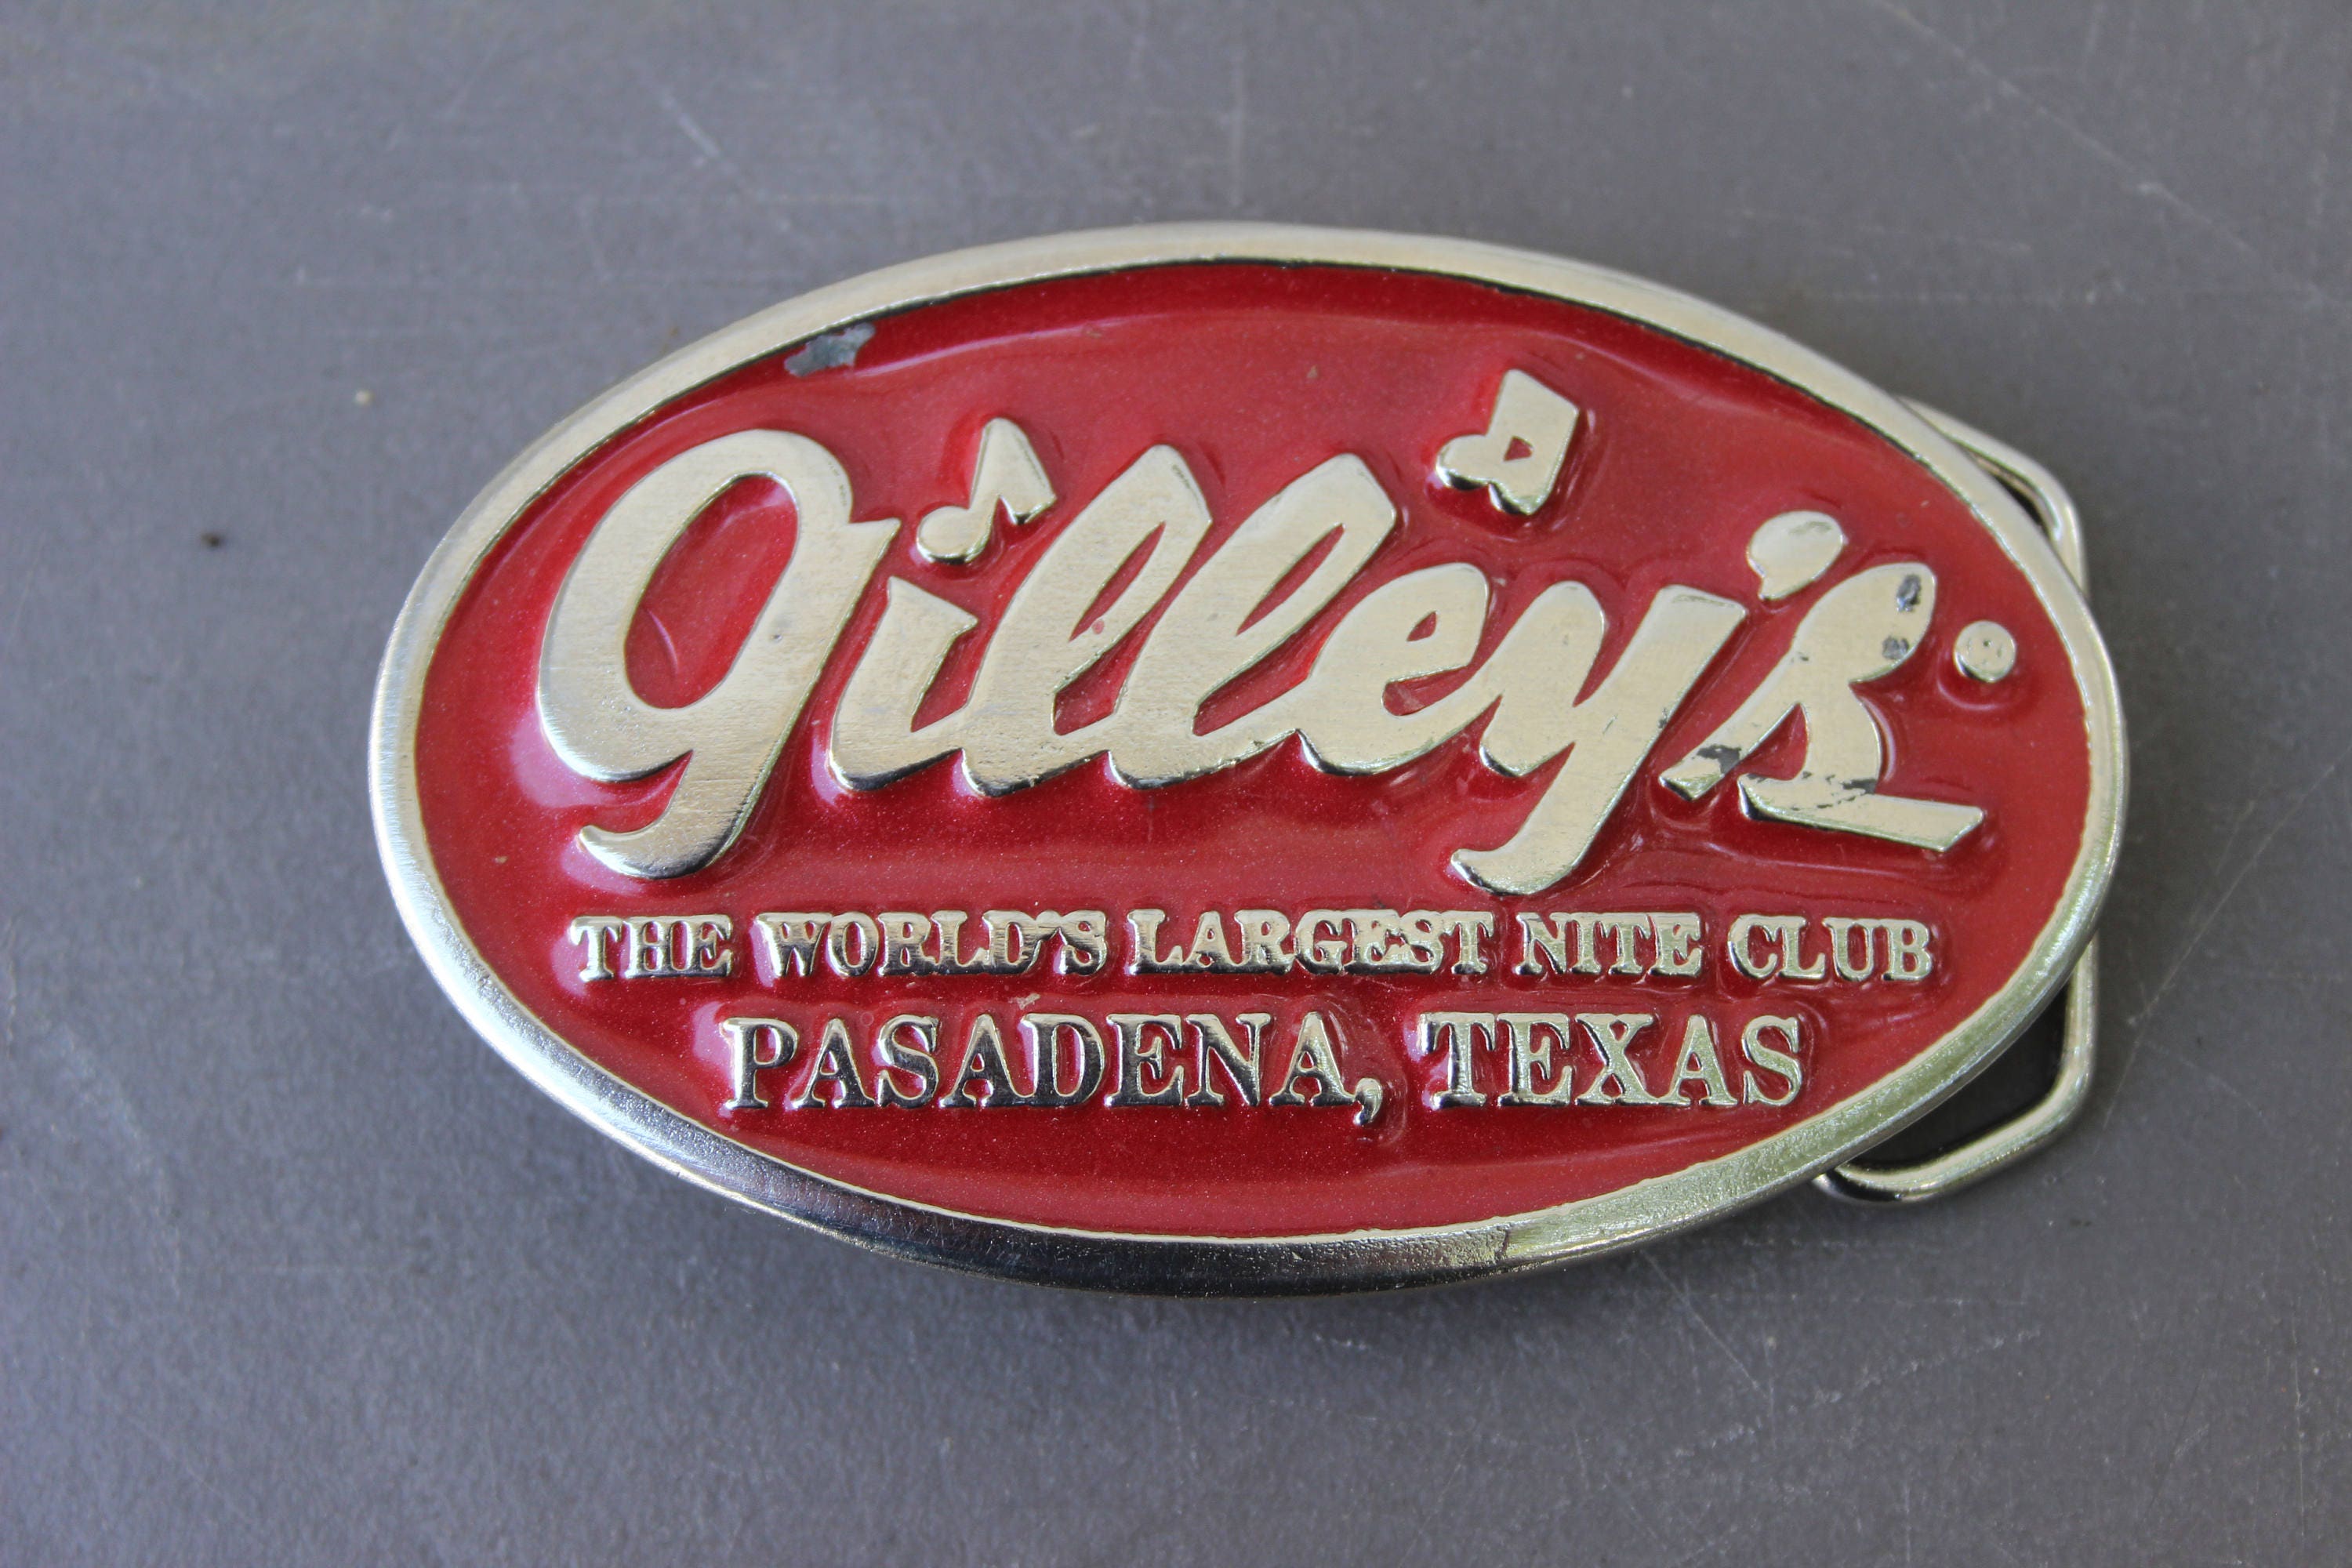 Gilley's ®
THE WORLD'S LARGEST NITE CLUB
PASADENA, TEXAS